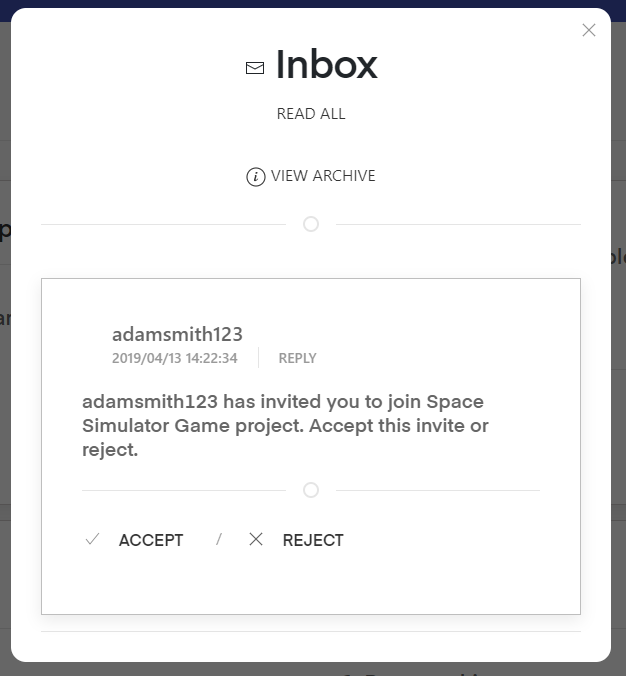 Inbox
READ ALL
VIEW ARCHIVE
adamsmith123
2019/04/13 14:22:34
REPLY
adamsmith123 has invited you to join Space
Simulator Game project. Accept this invite or
reject.
ACCEPT / REJECT